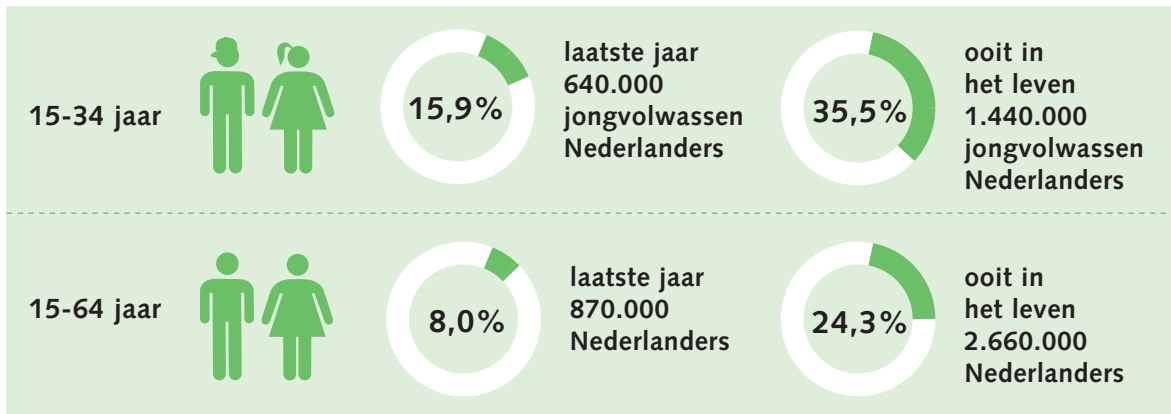 15-34 jaar
15,9%
laatste jaar
640.000
jongvolwassen
Nederlanders
35,5%
ooit in
het leven
1.440.000
jongvolwassen
Nederlanders
15-64 jaar
8,0%
laatste jaar
870.000
Nederlanders
24,3%
ooit in
het leven
2.660.000
Nederlanders